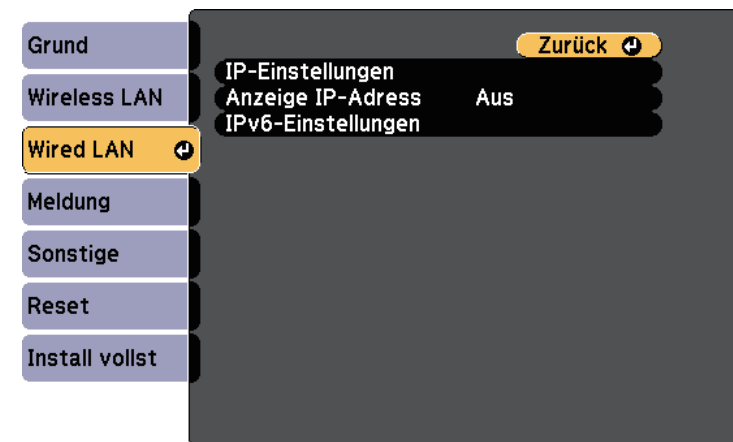 Grund
Wireless LAN
Wired LAN
Meldung
Sonstige
Reset
Install vollst
Zurück
IP-Einstellungen
Anzeige IP-Adress Aus
IPv6-Einstellungen